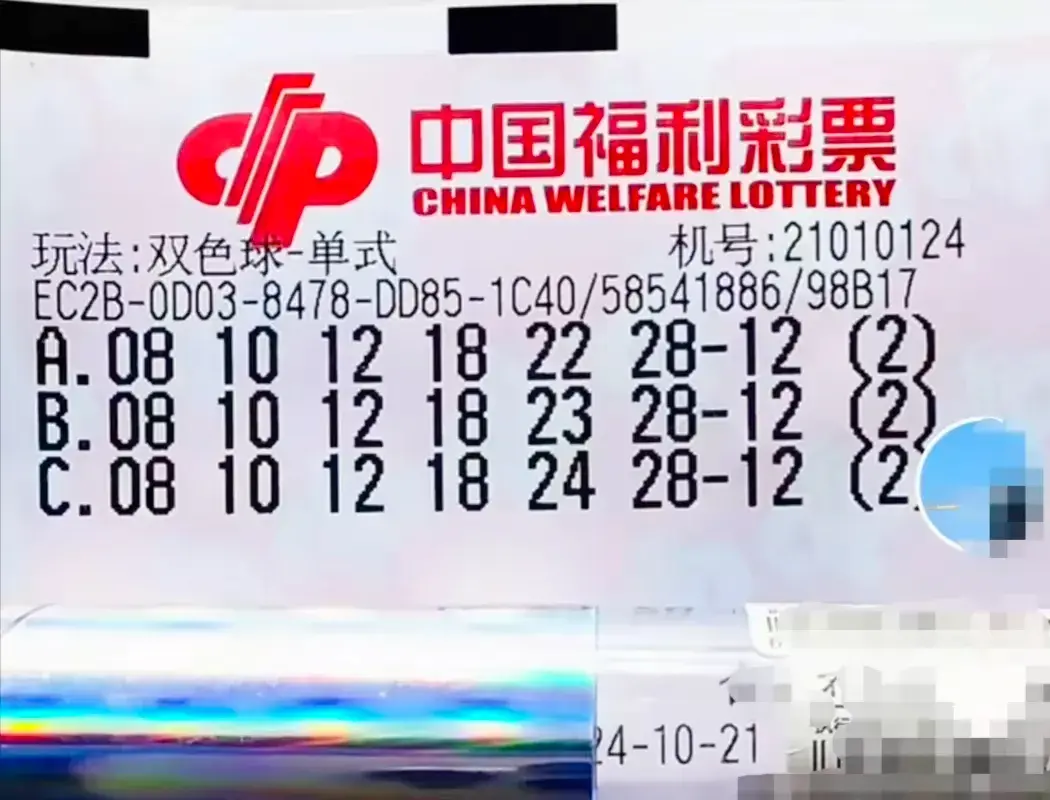 中国福利彩票
CHINA WELFARE LOTTERY
玩法:双色球-单式 机号:21010124
EC2B-0D03-8478-DD85-1C40/58541886/98B17
A.08 10 12 18 22 28-12 (2)
B.08 10 12 18 23 28-12 (2)
C.08 10 12 18 24 28-12 (2
24-10-21